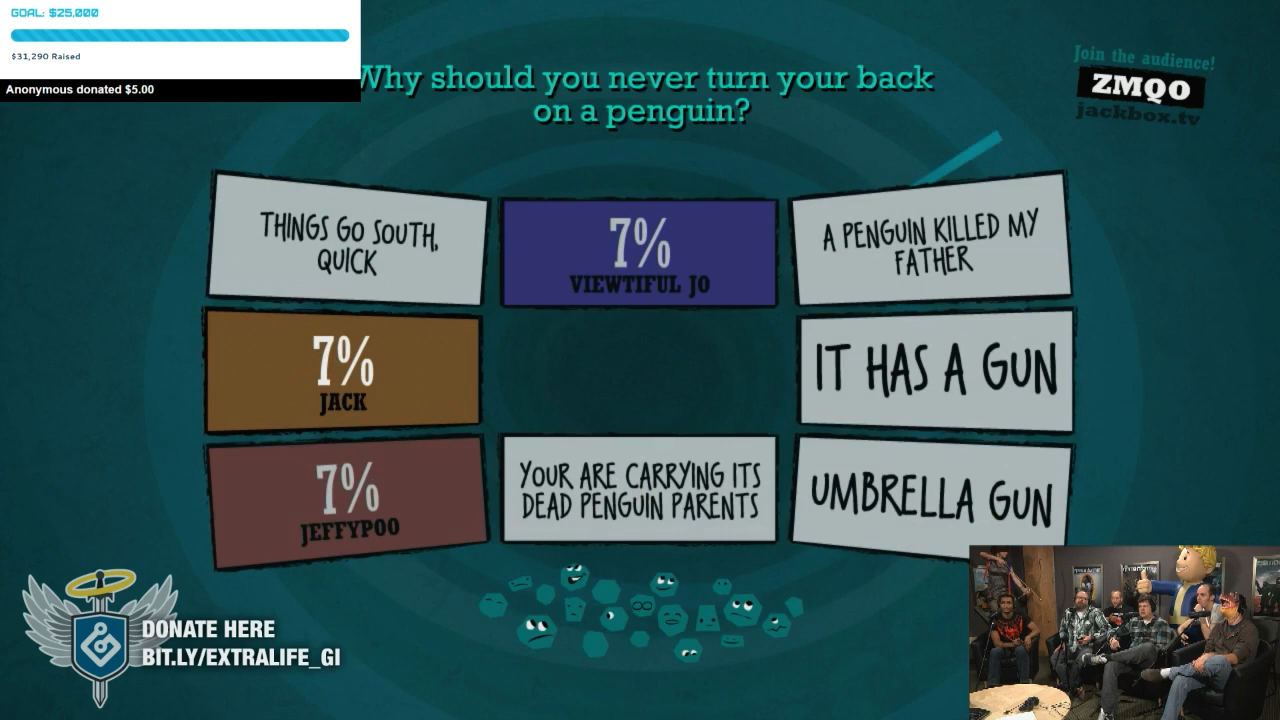 GOAL: $25,000
$31,290 Raised
Anonymous donated $5.00
Why should you never turn your back
on a penguin?
Join the audience!
ZMQO
jackbox.tv
THINGS GO SOUTH,
QUICK
7%
VIEWTIFUL JO
A PENGUIN KILLED MY
FATHER
7%
JACK
IT HAS A GUN
7%
JEFFYPOO
YOUR ARE CARRYING ITS
DEAD PENGUIN PARENTS
UMBRELLA GUN
DONATE HERE
BIT.LY/EXTRALIFE_GI